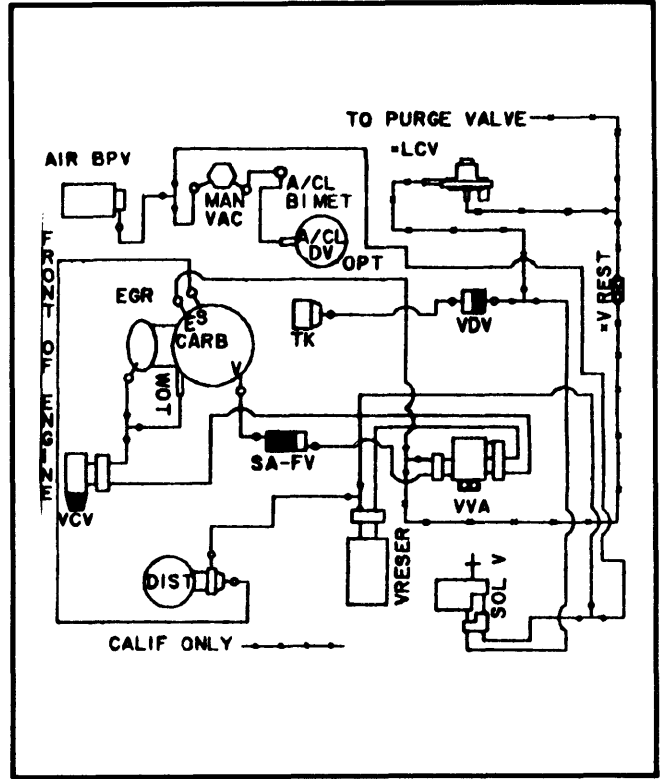 TO PURGE VALVE
*LCV
AIR BPV
MAN
VAC
A/CL
BIMET
A/CL
DV
OPT
FRONT OF ENGINE
EGR
ES
CARB
V
TK
VDV
*V REST
WOT
SA-FV
VCV
VVA
DIST
V RESER
SOL V
CALIF ONLY